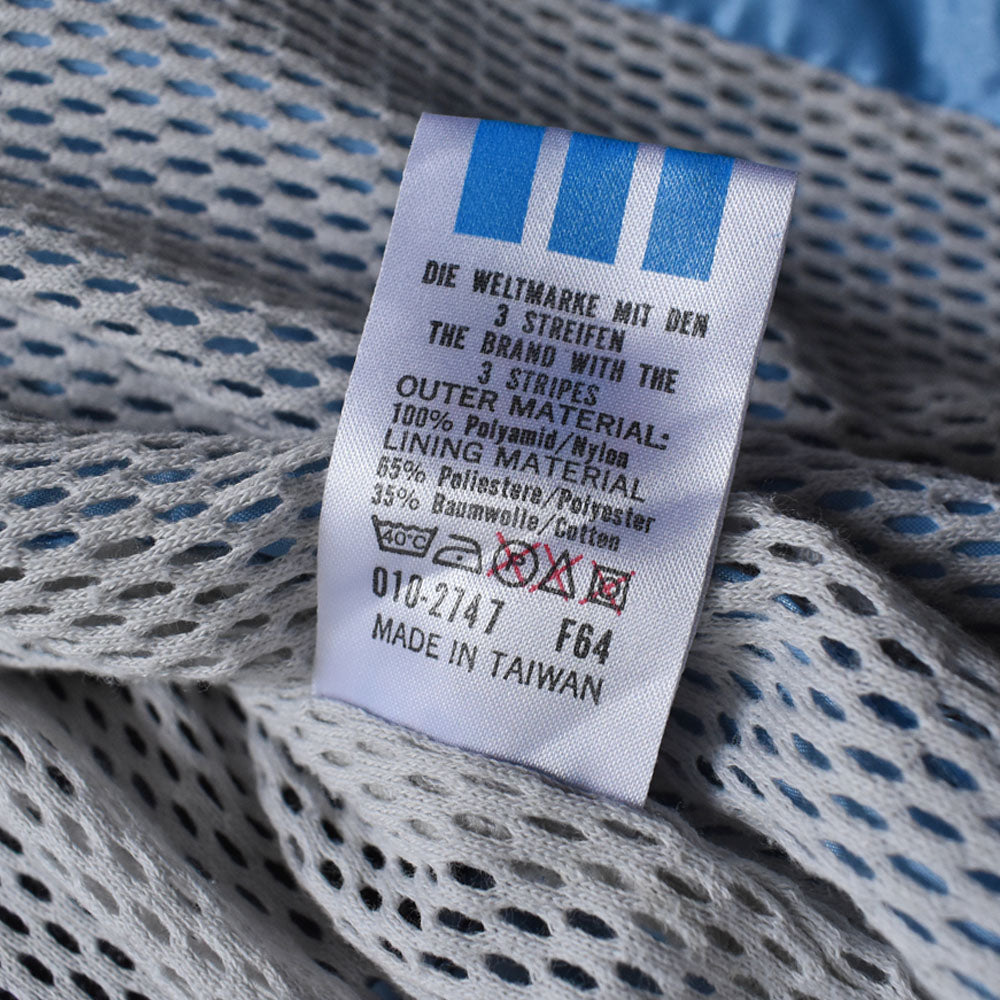 DIE WELTMARKE MIT DEN
3 STREIFEN
THE BRAND WITH THE
3 STRIPES
OUTER MATERIAL:
100% Polyamid/Nylon
LINING MATERIAL
65% Poliestere/Polyester
35% Baumwolle/Cotton
40°C P
010-2747 F64
MADE IN TAIWAN